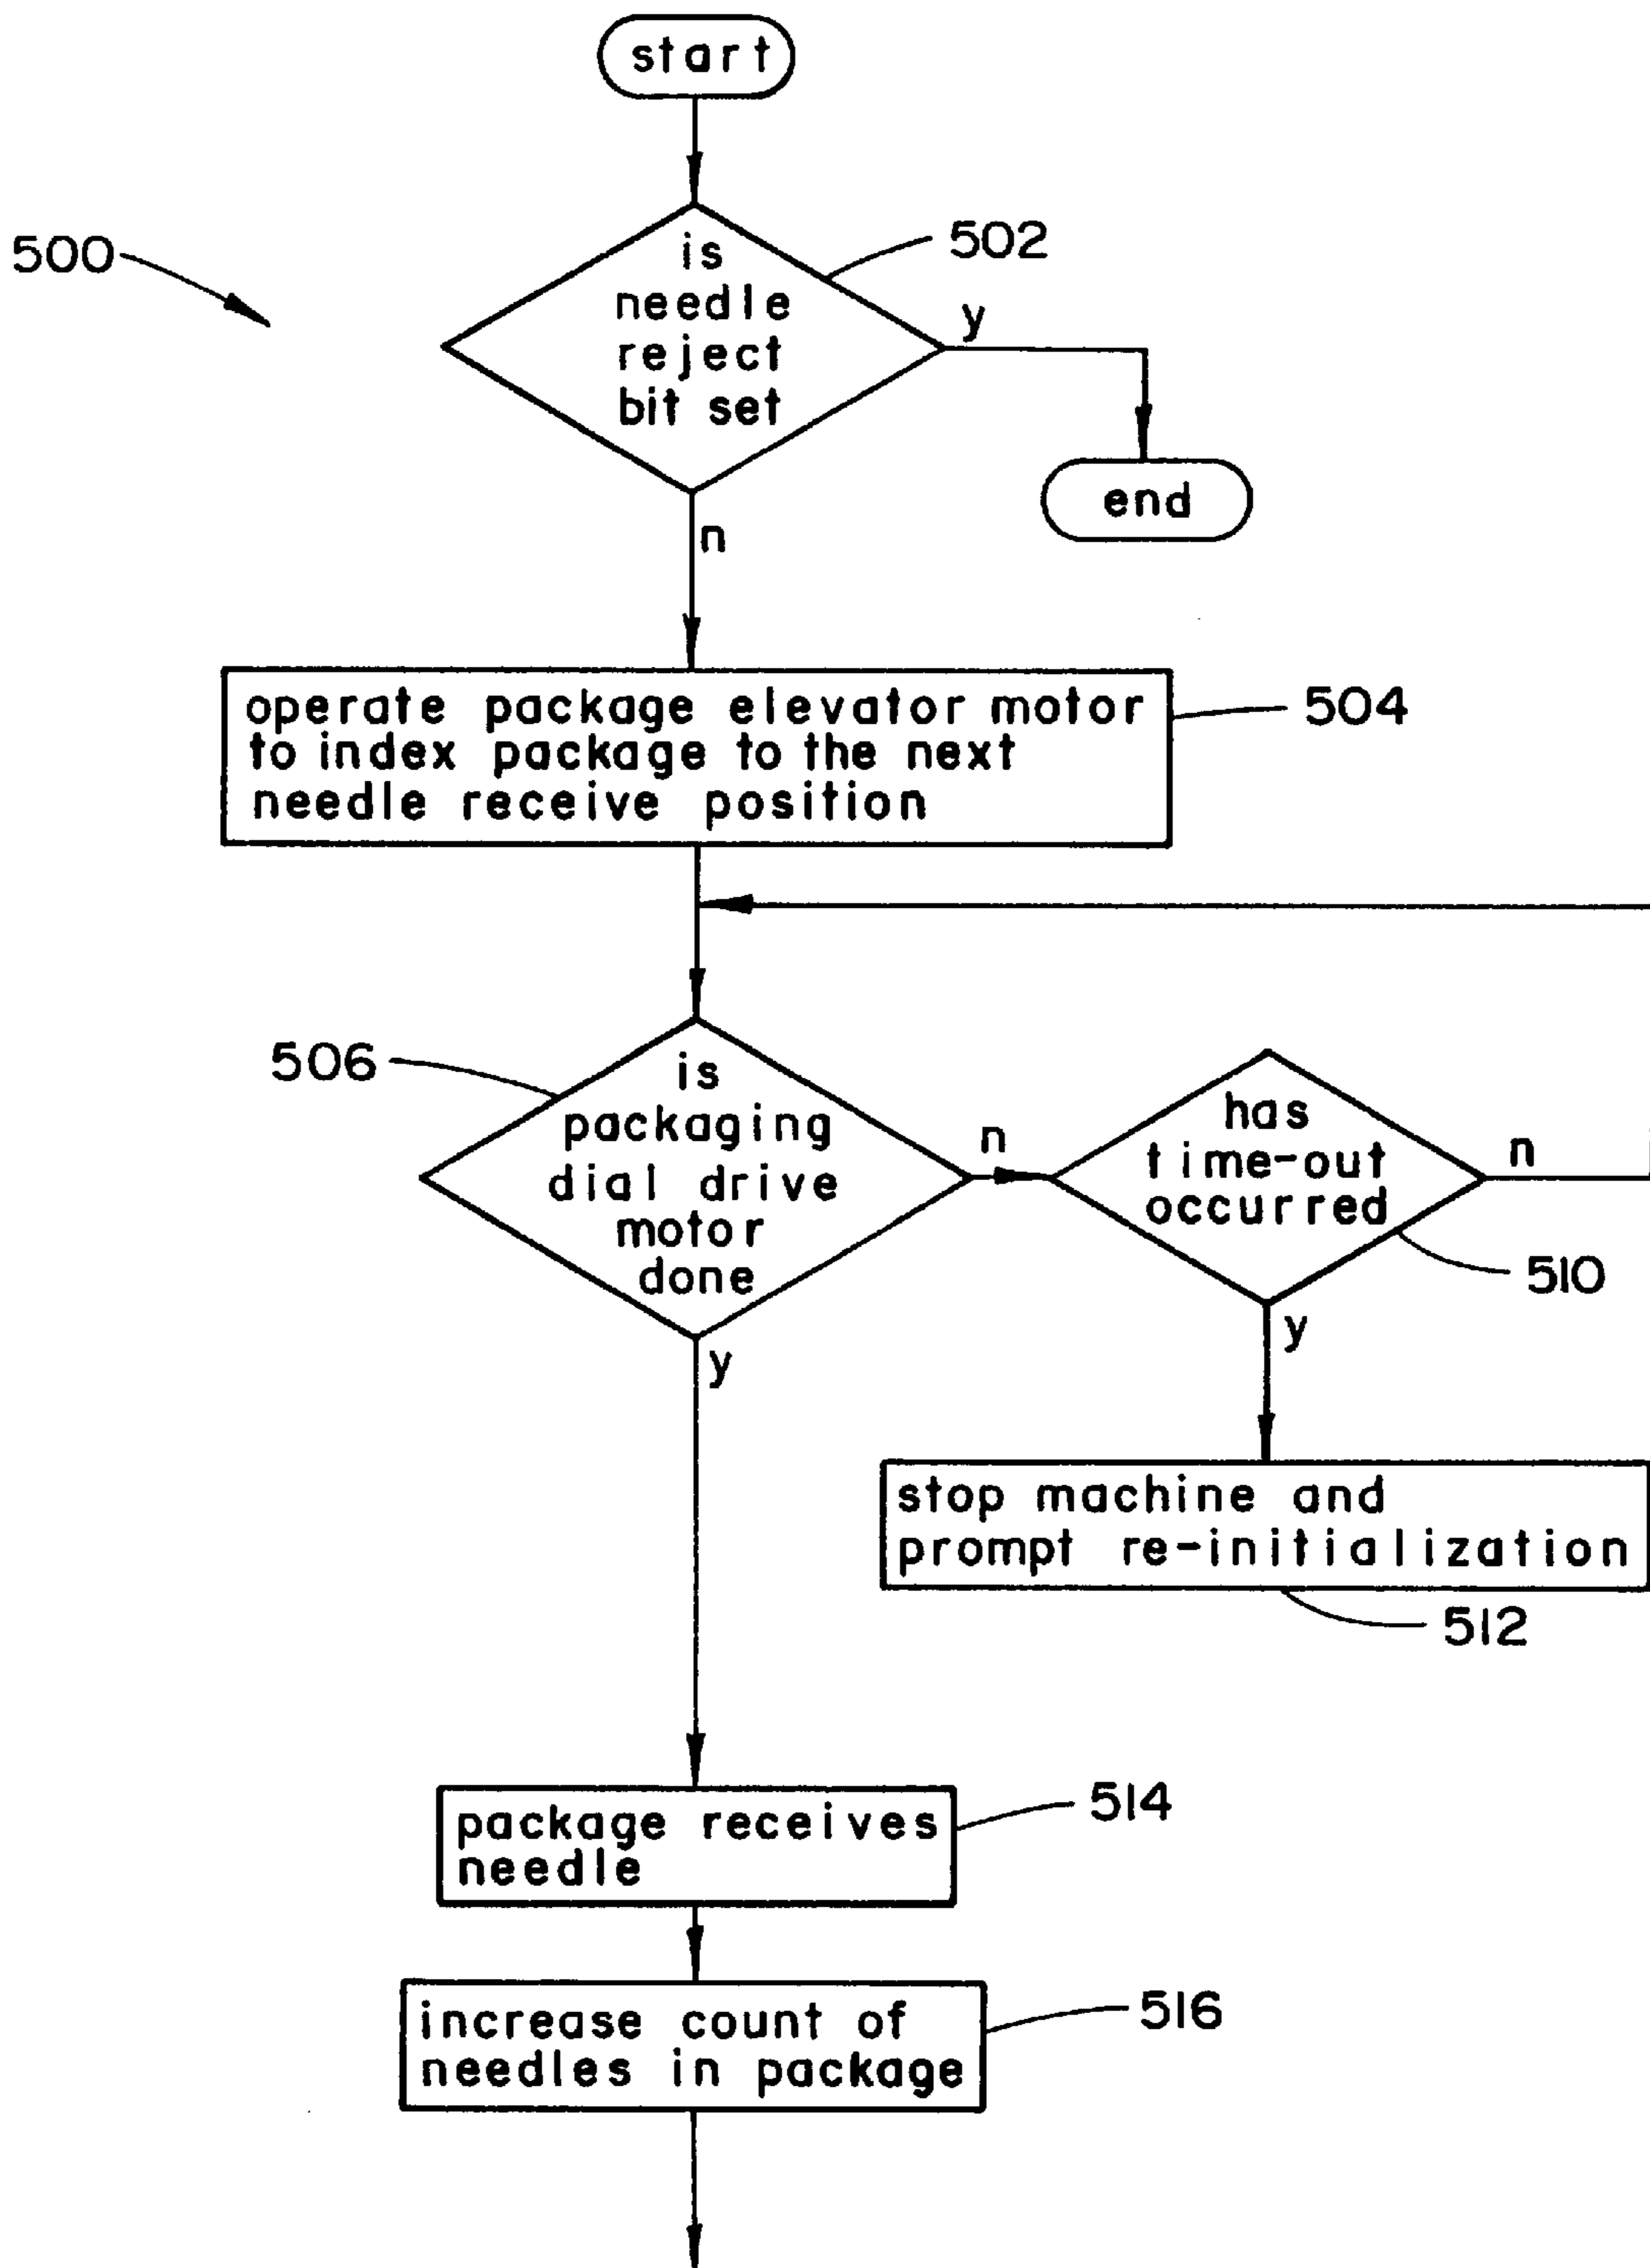 start
500
502
is
needle
reject
bit set
y
end
n
operate package elevator motor
to index package to the next
needle receive position
504
506
is
packaging
dial drive
motor
done
n
has
time-out
occurred
n
510
y
y
stop machine and
prompt re-initialization
512
package receives
needle
514
increase count of
needles in package
516